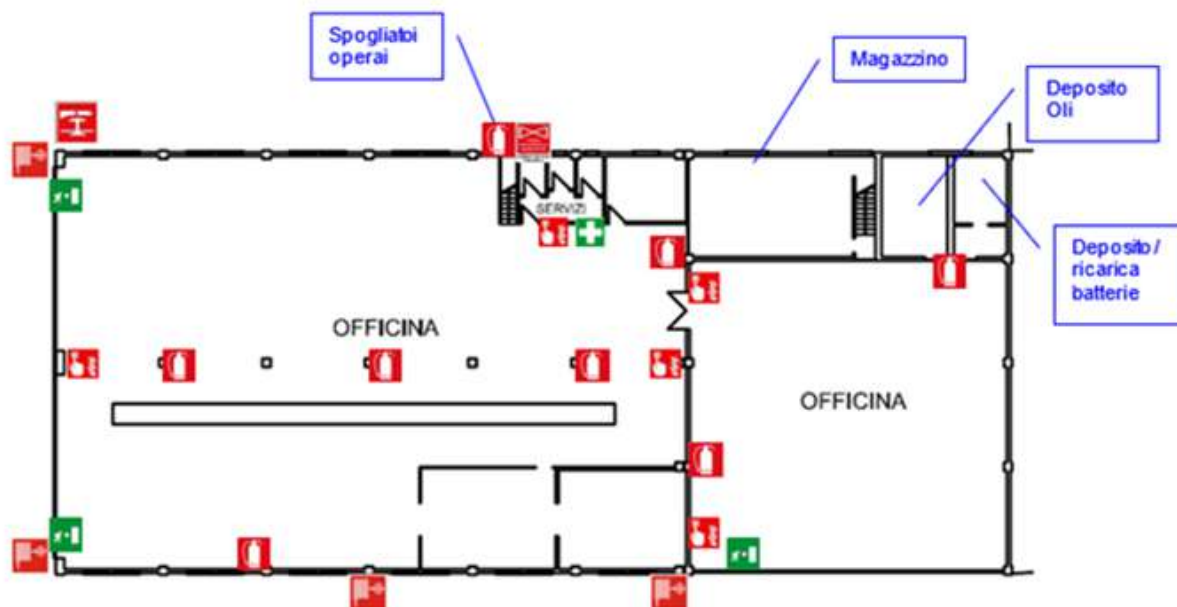 Spogliatoi
operai
Magazzino
Deposito
Oli
SERVIZI
Deposito/
ricarica
batterie
OFFICINA
OFFICINA